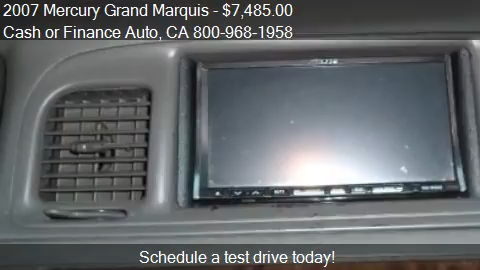 2007 Mercury Grand Marquis - $7,485.00
Cash or Finance Auto, CA 800-968-1958
Schedule a test drive today!